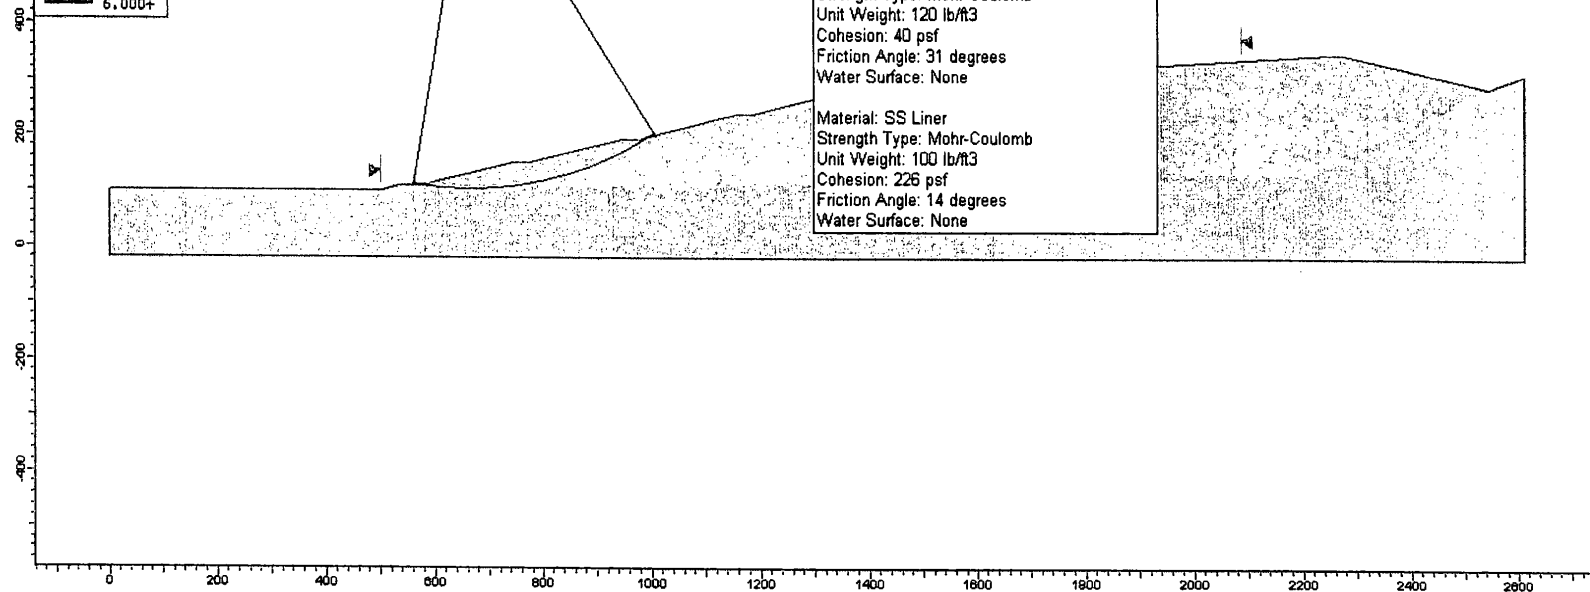 6.000+
Unit Weight: 120 lb/ft3
Cohesion: 40 psf
Friction Angle: 31 degrees
Water Surface: None
Material: SS Liner
Strength Type: Mohr-Coulomb
Unit Weight: 100 lb/ft3
Cohesion: 226 psf
Friction Angle: 14 degrees
Water Surface: None
400
200
0
-200
-400
0 200 400 600 800 1000 1200 1400 1600 1800 2000 2200 2400 2600